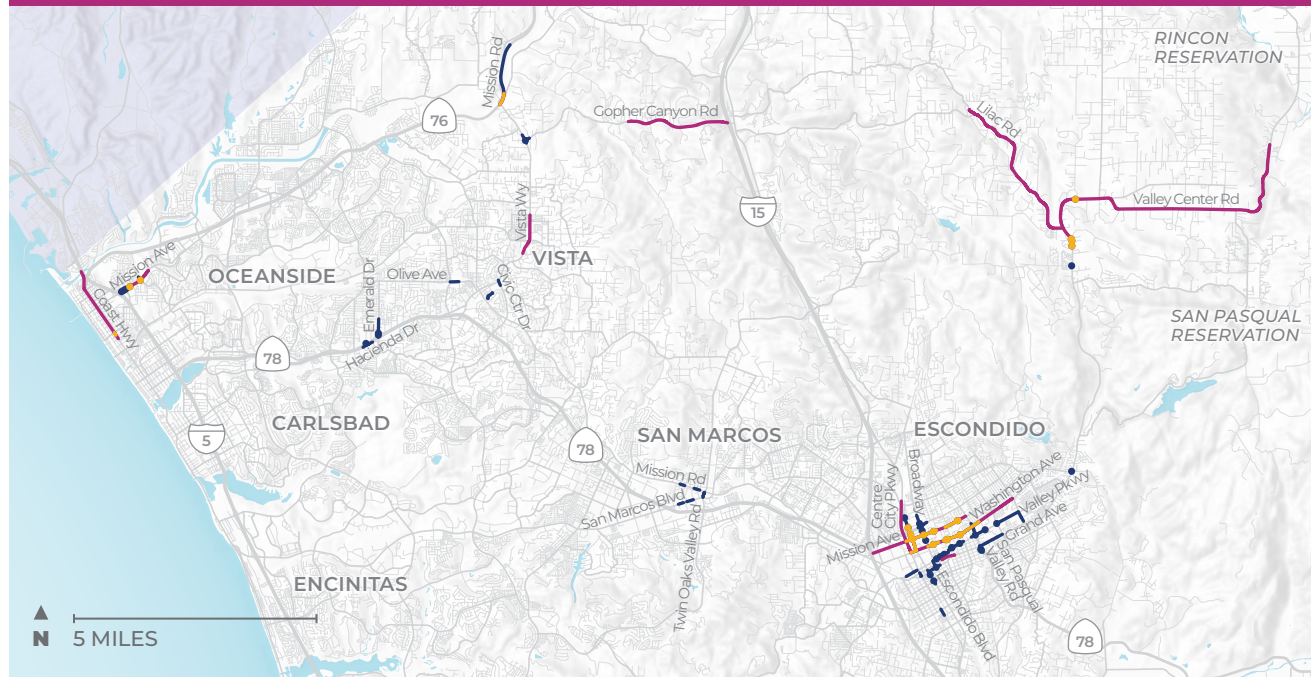 RINCON
RESERVATION
Mission Rd
Gopher Canyon Rd
Lilac Rd
76
Valley Center Rd
15
Vista Wy
VISTA
Mission Ave
OCEANSIDE
Olive Ave
Civic Ctr Dr
Emerald Dr
Coast Hwy
Hacienda Dr
SAN PASQUAL
RESERVATION
78
CARLSBAD
5
SAN MARCOS
ESCONDIDO
78
Mission Rd
San Marcos Blvd
Twin Oaks Valley Rd
Centre
City Pkwy
Broadway
Washington Ave
Valley Pkwy
Grand Ave
Mission Ave
San Pasqual
Valley Rd
Escondido Blvd
ENCINITAS
78
N
5 MILES